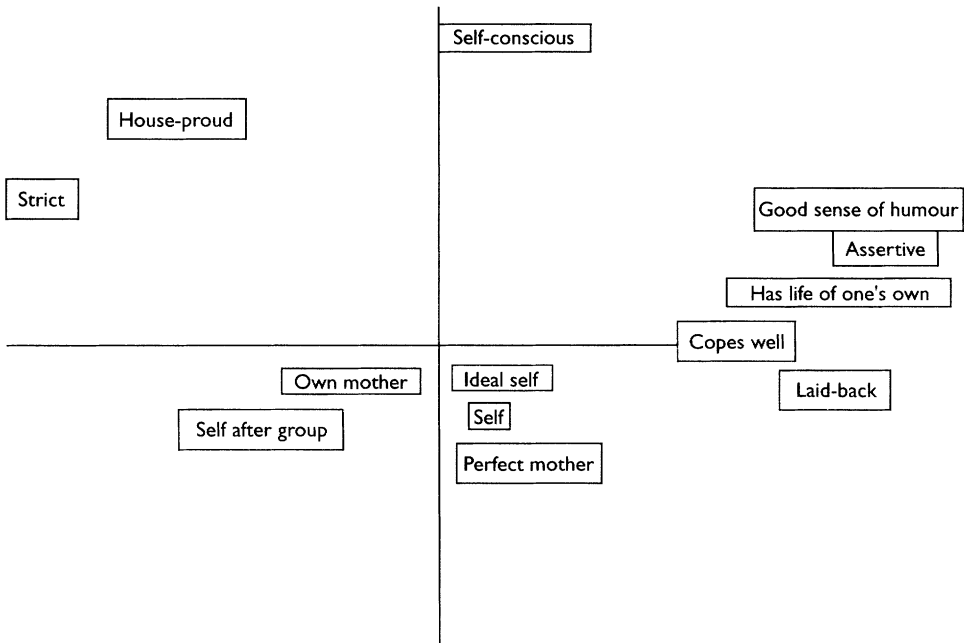 Self-conscious
House-proud
Strict
Good sense of humour
Assertive
Has life of one's own
Copes well
Own mother
Ideal self
Laid-back
Self
Self after group
Perfect mother